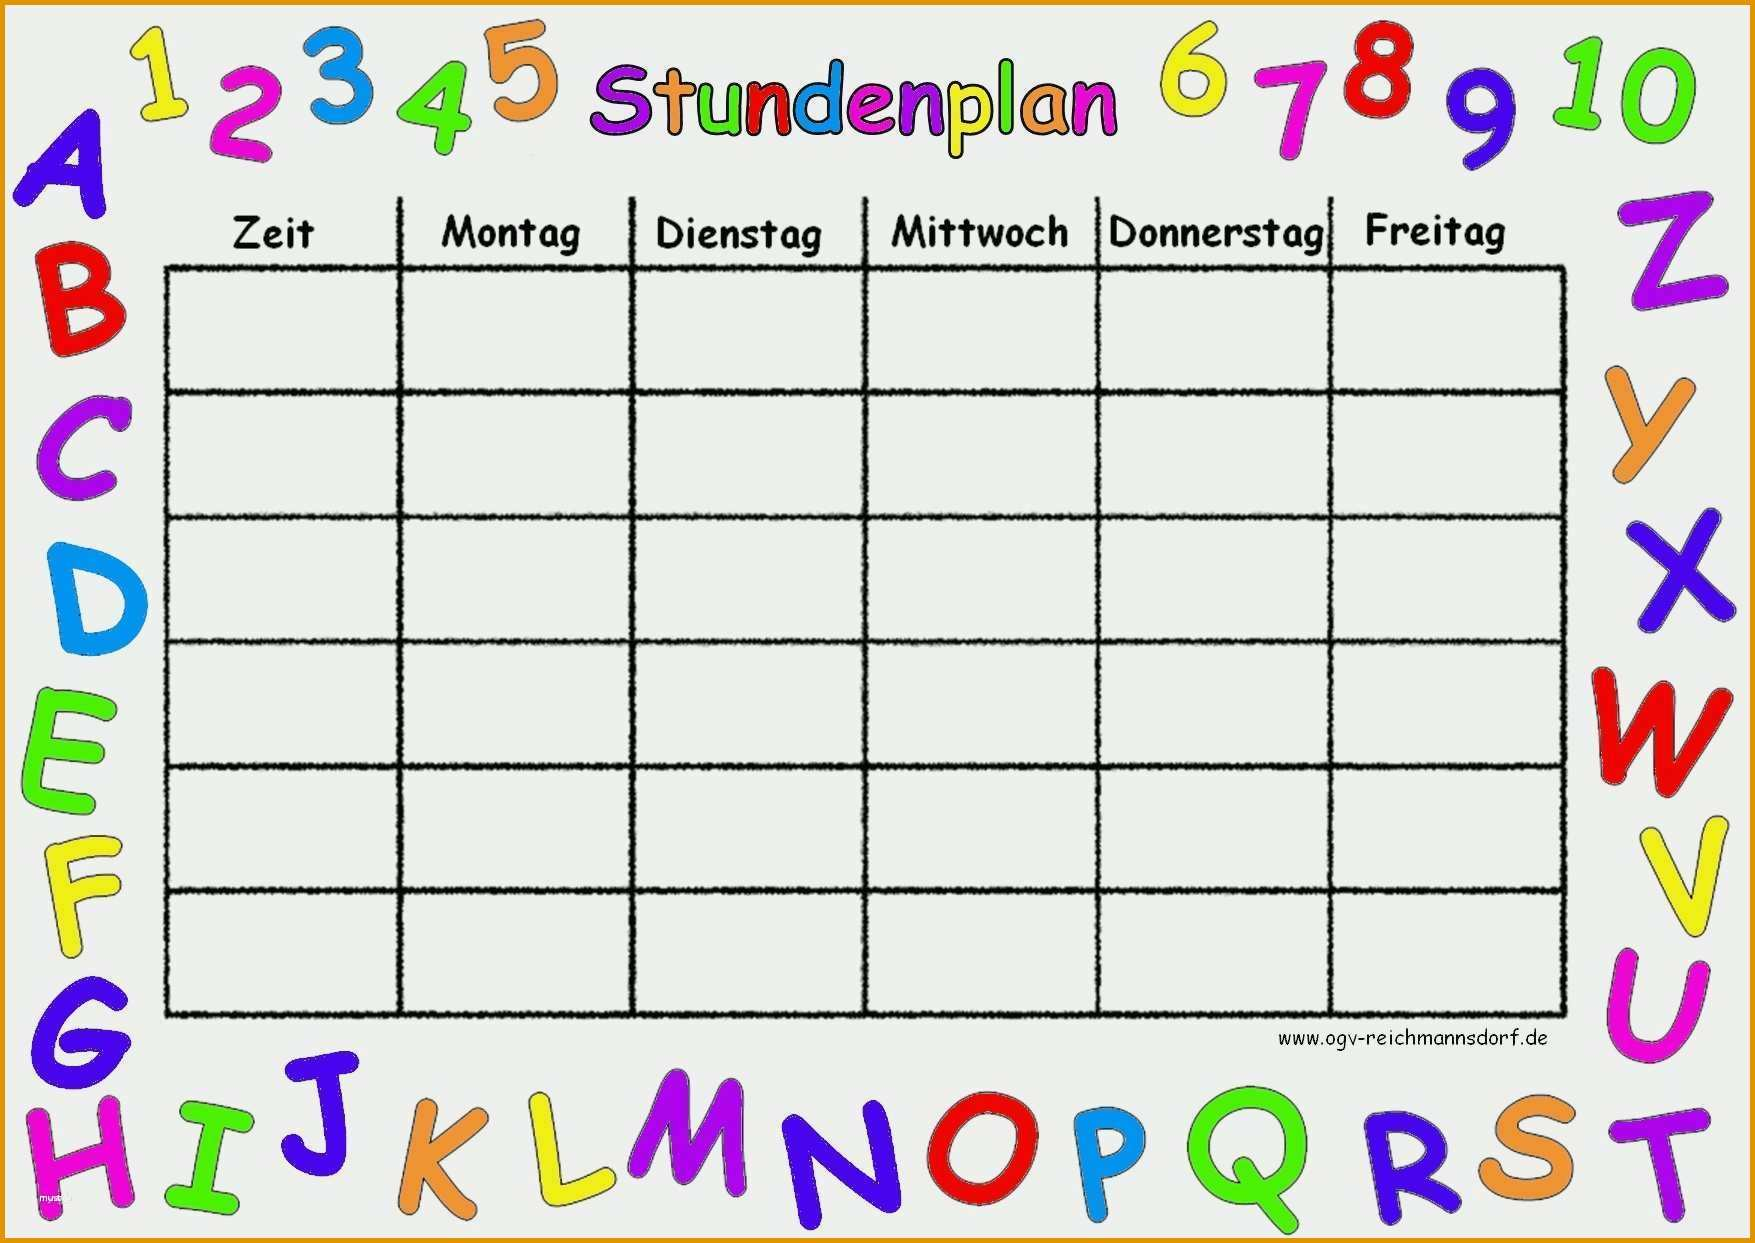 1 2 3 4 5 Stundenplan 6 7 8 9 10
Zeit Montag Dienstag Mittwoch Donnerstag Freitag
A
B
C
D
E
F
G
H I J K L M N O P Q R S T
U
V
W
X
Y
Z
www.ogv-reichmannsdorf.de